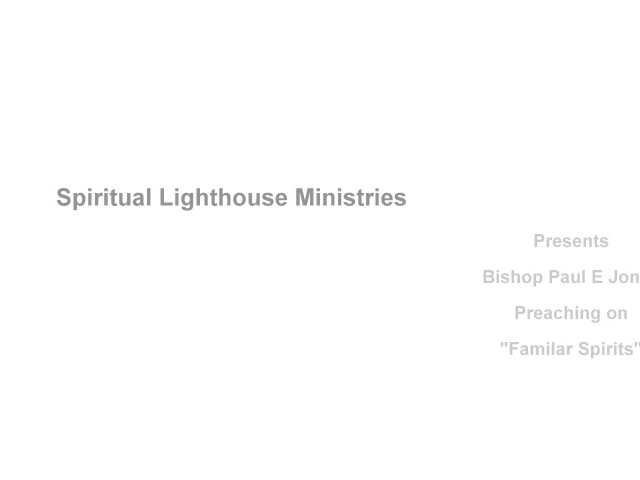 Spiritual Lighthouse Ministries
Presents
Bishop Paul E Jon
Preaching on
"Familar Spirits"